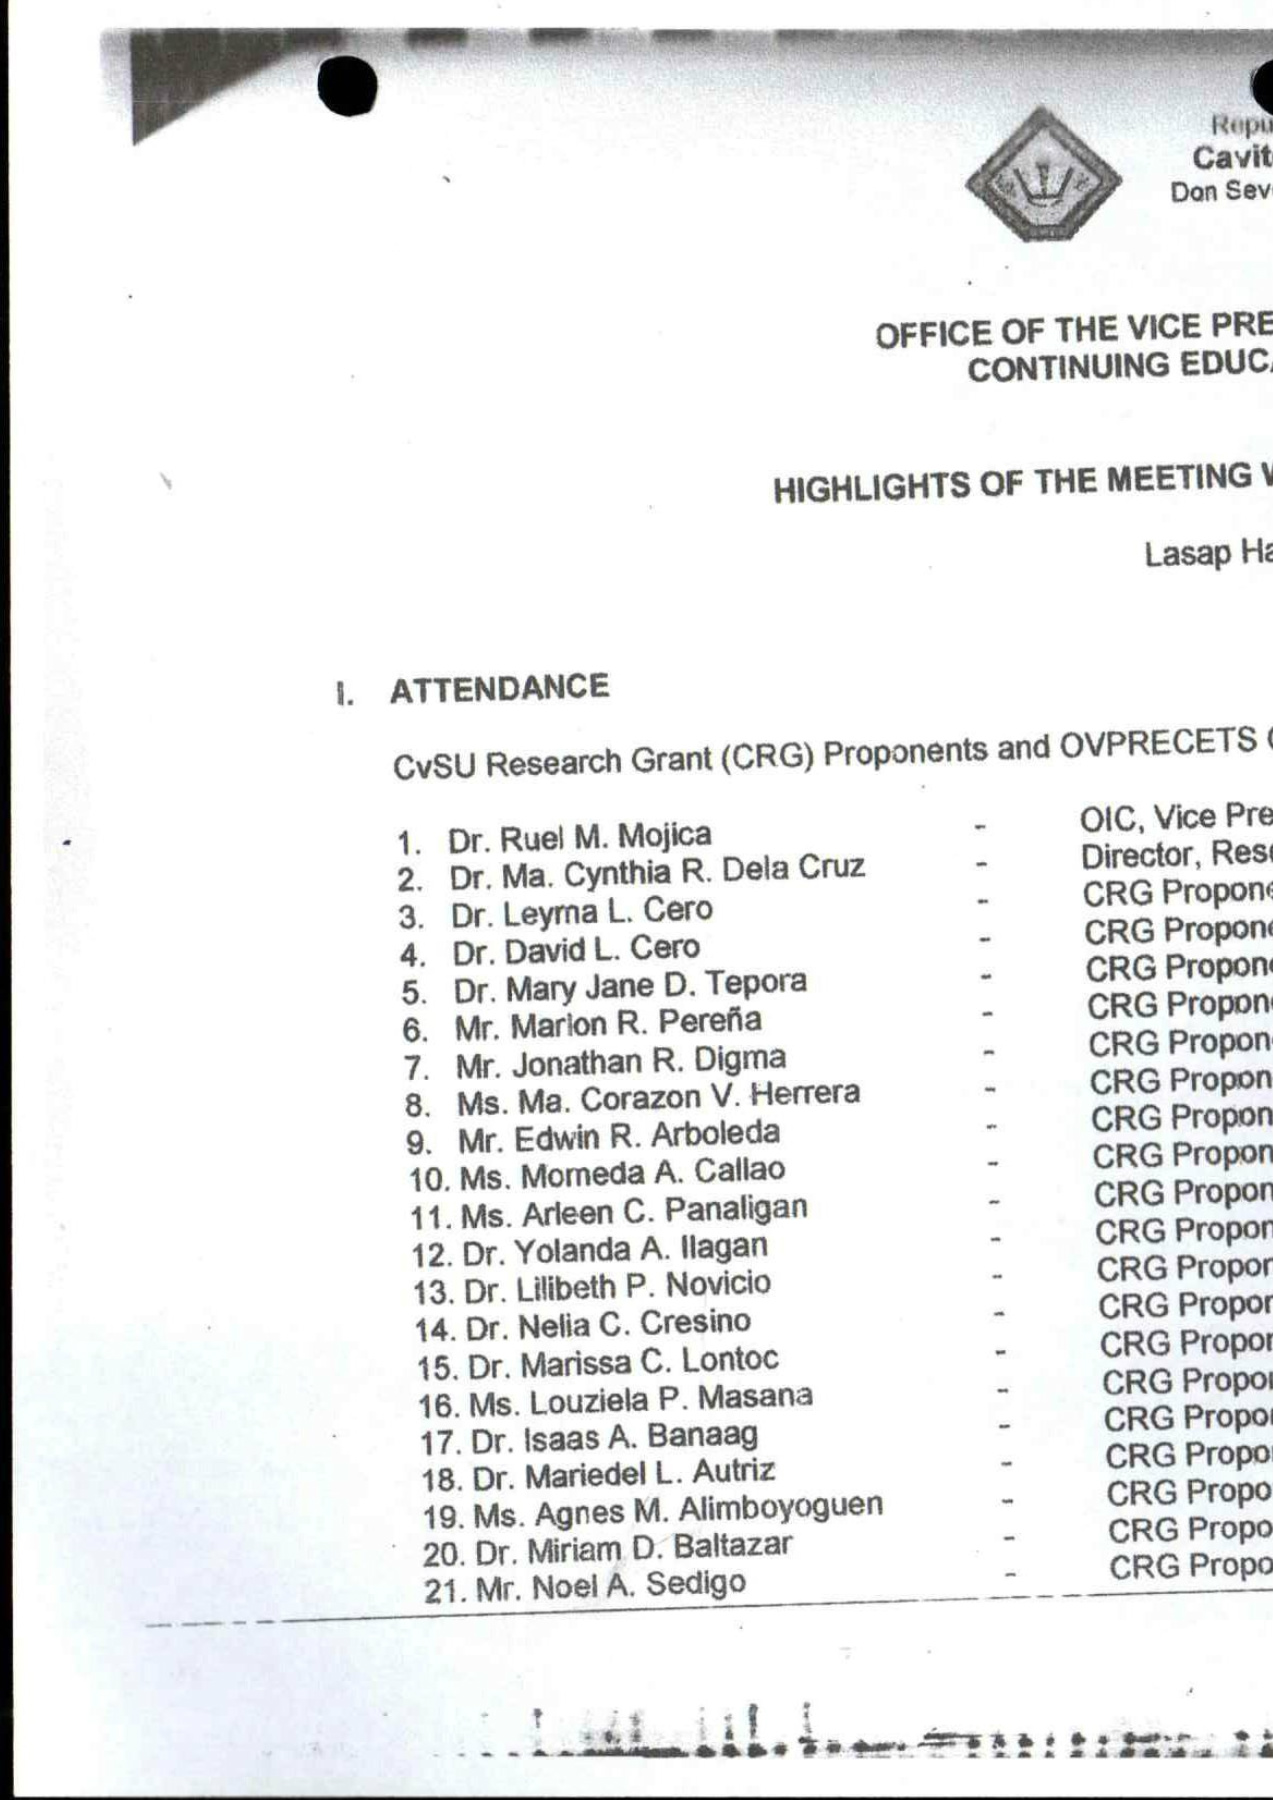 Repu
Cavit
Don Sev
OFFICE OF THE VICE PRE
CONTINUING EDUCA
HIGHLIGHTS OF THE MEETING
Lasap Ha
I. ATTENDANCE
CvSU Research Grant (CRG) Proponents and OVPRECETS
1. Dr. Ruel M. Mojica - OIC, Vice Pre
2. Dr. Ma. Cynthia R. Dela Cruz - Director, Rese
3. Dr. Leyma L. Cero - CRG Propone
4. Dr. David L. Cero - CRG Propone
5. Dr. Mary Jane D. Tepora - CRG Propone
6. Mr. Marlon R. Pereña - CRG Propone
7. Mr. Jonathan R. Digma - CRG Propon
8. Ms. Ma. Corazon V. Herrera - CRG Propon
9. Mr. Edwin R. Arboleda - CRG Propon
10. Ms. Momeda A. Callao - CRG Propon
11. Ms. Arleen C. Panaligan - CRG Propon
12. Dr. Yolanda A. Ilagan - CRG Propon
13. Dr. Lilibeth P. Novicio - CRG Propor
14. Dr. Nelia C. Cresino - CRG Propor
15. Dr. Marissa C. Lontoc - CRG Propor
16. Ms. Louziela P. Masana - CRG Propor
17. Dr. Isaas A. Banaag - CRG Propor
18. Dr. Mariedel L. Autriz - CRG Propo
19. Ms. Agnes M. Alimboyoguen - CRG Propo
20. Dr. Miriam D. Baltazar - CRG Propo
21. Mr. Noel A. Sedigo - CRG Propo